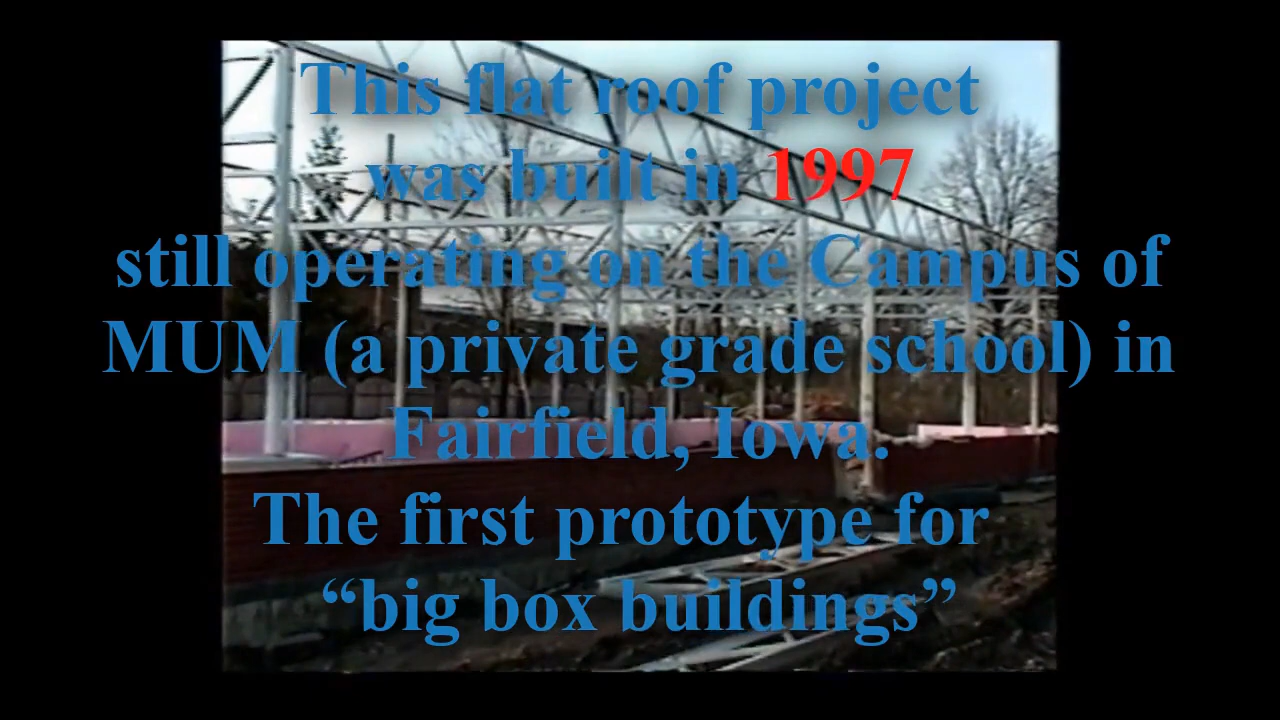 This flat roof project
was built in 1997
still operating on the Campus of
MUM (a private grade school) in
Fairfield, Iowa.
The first prototype for
“big box buildings”